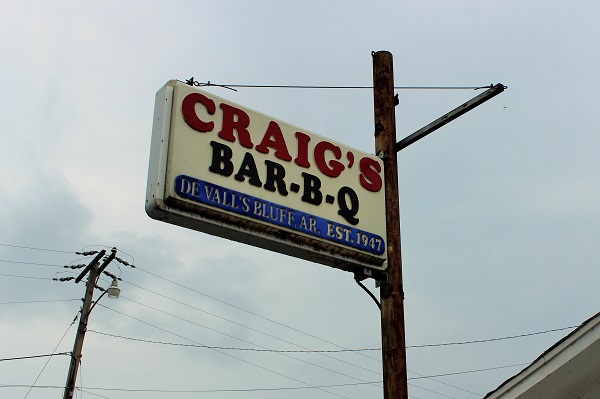 CRAIG'S
BAR-B-Q
DE VALL'S BLUFF, AR. EST. 1947